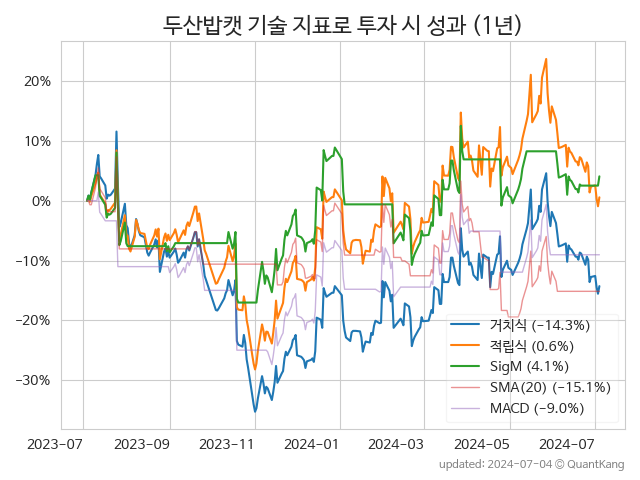 두산밥캣 기술 지표로 투자 시 성과 (1년)
20%
10%
0%
−10%
−20%
−30%
거치식 (−14.3%)
적립식 (0.6%)
SigM (4.1%)
SMA(20) (−15.1%)
MACD (−9.0%)
2023-07 2023-09 2023-11 2024-01 2024-03 2024-05 2024-07
updated: 2024-07-04 © QuantKang